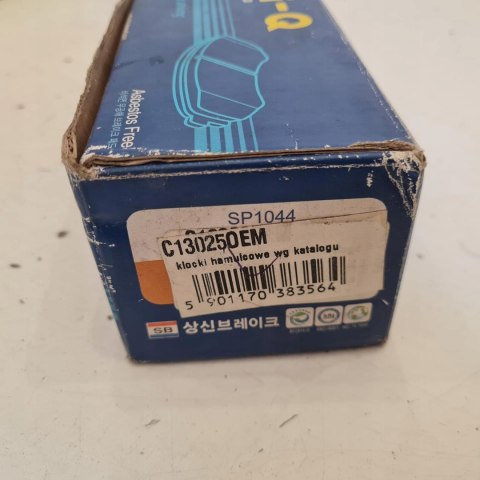 -Q
Asbestos Free
SP1044
C13025OEM
klocki hamulcowe wg katalogu
5 901170 383564
SB 상신브레이크